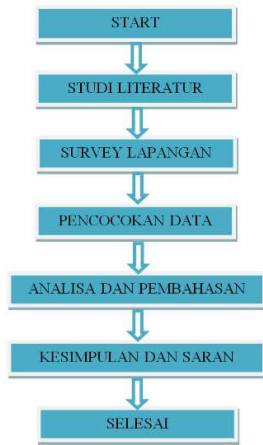 START
STUDI LITERATUR
SURVEY LAPANGAN
PENCOCOKAN DATA
ANALISA DAN PEMBAHASAN
KESIMPULAN DAN SARAN
SELESAI